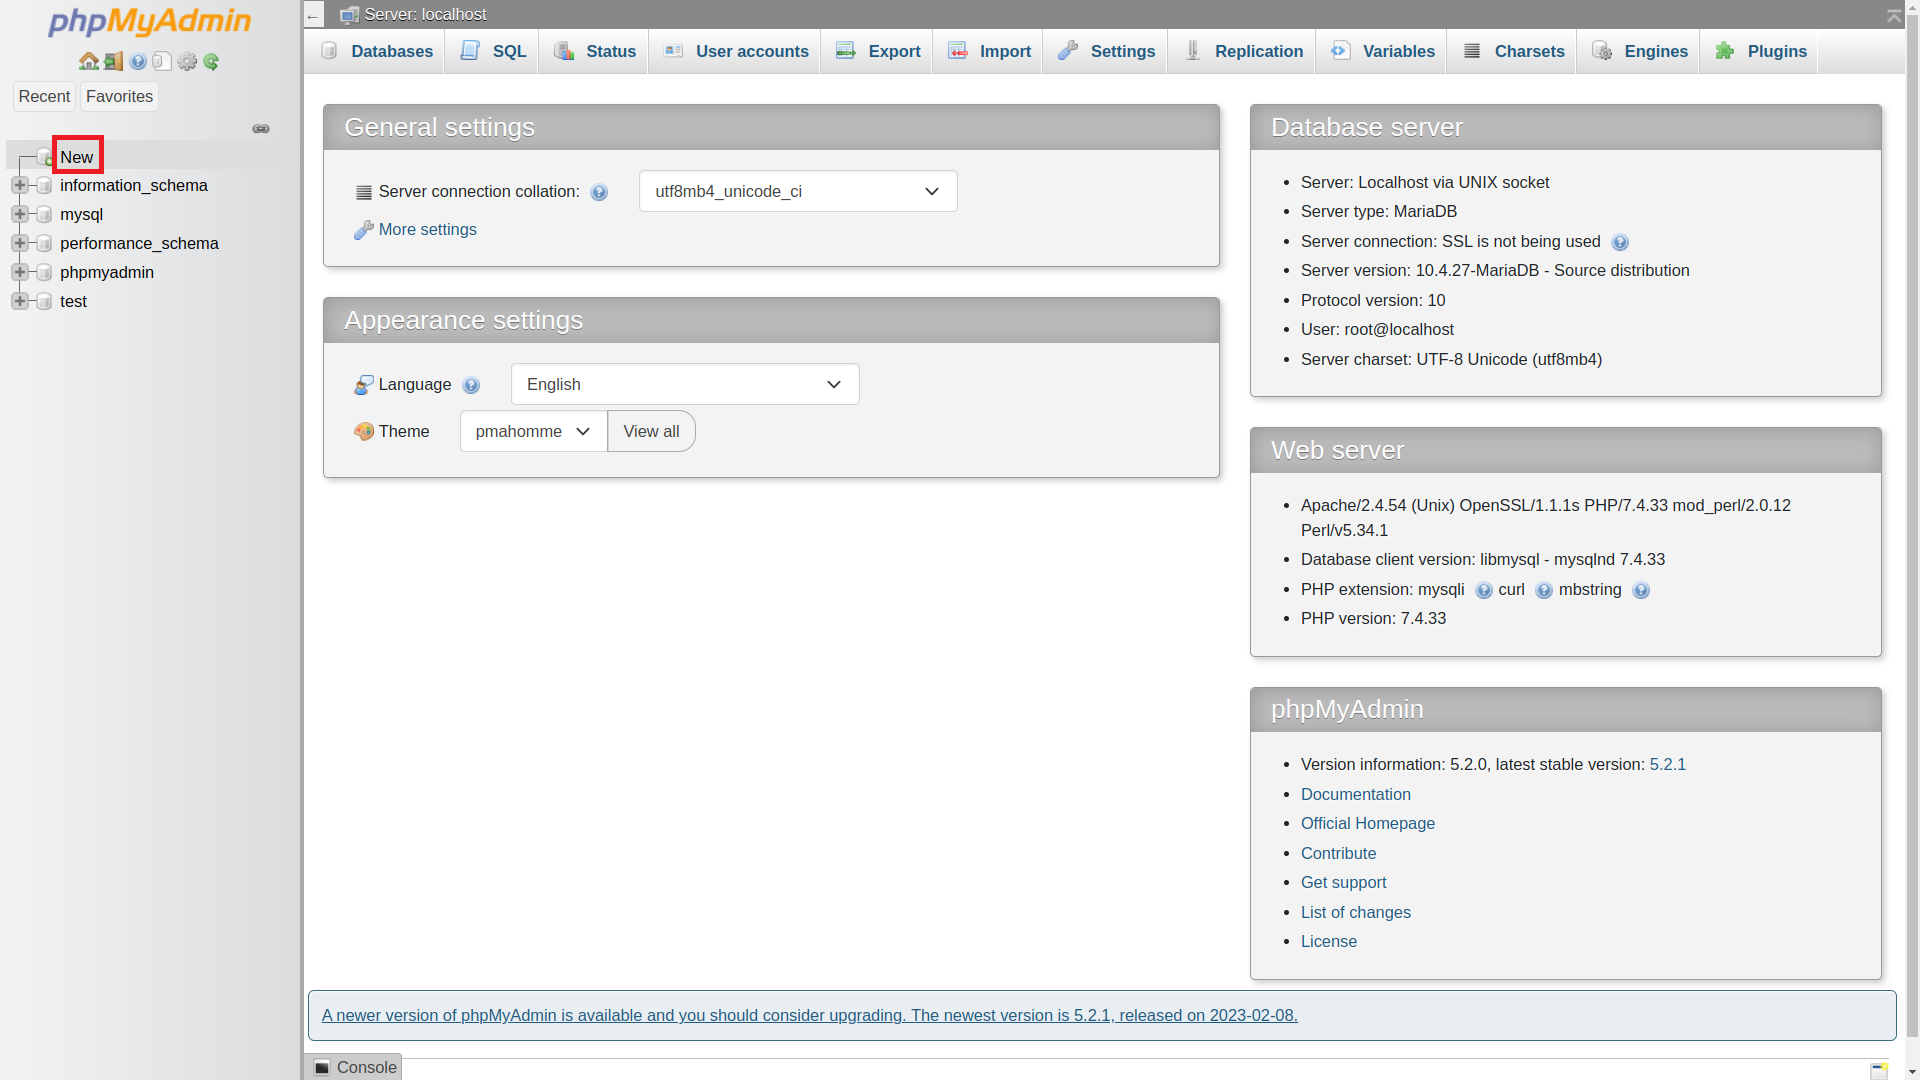 phpMyAdmin
Recent
Favorites
New
information_schema
mysql
performance_schema
phpmyadmin
test
Server: localhost
Databases
SQL
Status
User accounts
Export
Import
Settings
Replication
Variables
Charsets
Engines
Plugins
General settings
Server connection collation:
utf8mb4_unicode_ci
More settings
Appearance settings
Language
English
Theme
pmahomme
View all
Database server
Server: Localhost via UNIX socket
Server type: MariaDB
Server connection: SSL is not being used
Server version: 10.4.27-MariaDB - Source distribution
Protocol version: 10
User: root@localhost
Server charset: UTF-8 Unicode (utf8mb4)
Web server
Apache/2.4.54 (Unix) OpenSSL/1.1.1s PHP/7.4.33 mod_perl/2.0.12
Perl/v5.34.1
Database client version: libmysql - mysqlnd 7.4.33
PHP extension: mysqli curl mbstring
PHP version: 7.4.33
phpMyAdmin
Version information: 5.2.0, latest stable version: 5.2.1
Documentation
Official Homepage
Contribute
Get support
List of changes
License
A newer version of phpMyAdmin is available and you should consider upgrading. The newest version is 5.2.1, released on 2023-02-08.
Console